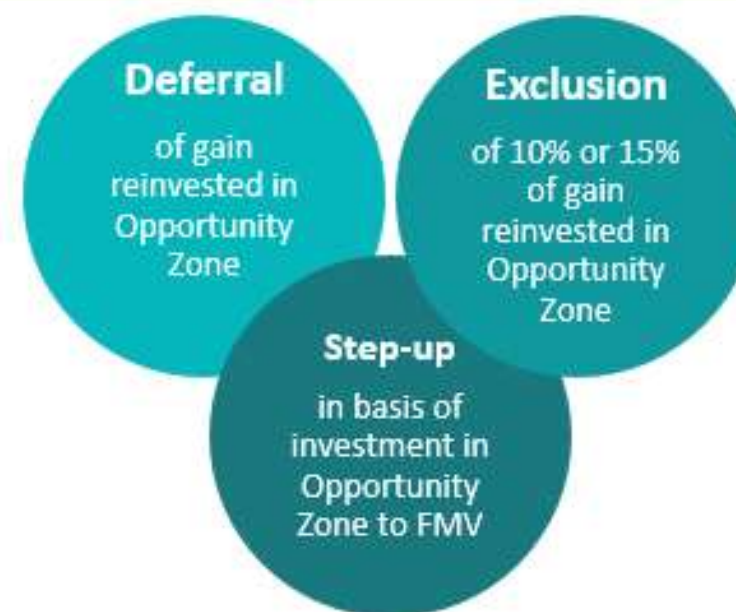 Deferral
of gain
reinvested in
Opportunity
Zone
Exclusion
of 10% or 15%
of gain
reinvested in
Opportunity
Zone
Step-up
in basis of
investment in
Opportunity
Zone to FMV